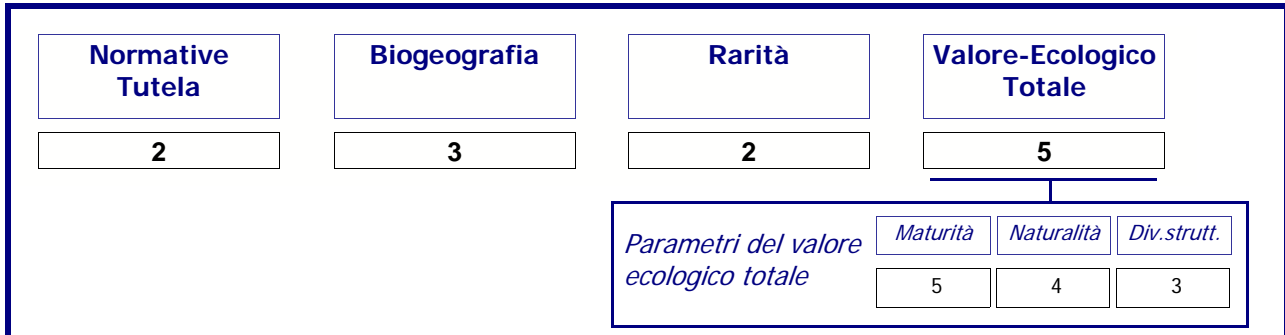 Normative
Tutela
Biogeografia
Rarità
Valore-Ecologico
Totale
2
3
2
5
Parametri del valore
ecologico totale
Maturità
Naturalità
Div.strutt.
5
4
3